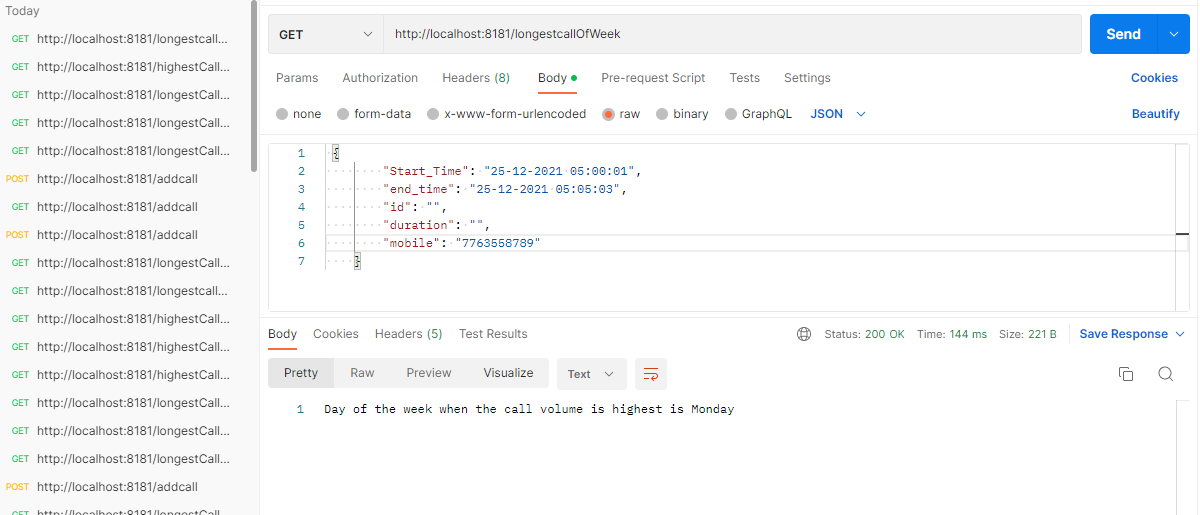 Today
GET http://localhost:8181/longestcall...
GET http://localhost:8181/highestCall...
GET http://localhost:8181/longestCall...
GET http://localhost:8181/longestCall...
GET http://localhost:8181/longestCall...
POST http://localhost:8181/addcall
GET http://localhost:8181/addcall
POST http://localhost:8181/addcall
GET http://localhost:8181/longestCall...
GET http://localhost:8181/longestcall...
GET http://localhost:8181/highestCall...
GET http://localhost:8181/highestCall...
GET http://localhost:8181/highestCall...
GET http://localhost:8181/longestCall...
GET http://localhost:8181/longestCall...
GET http://localhost:8181/longestCall...
POST http://localhost:8181/addcall
GET http://localhost:8181/longestCall
GET http://localhost:8181/longestcallOfWeek Send
Params Authorization Headers (8) Body Pre-request Script Tests Settings Cookies
none form-data x-www-form-urlencoded raw binary GraphQL JSON Beautify
1 {
2 "Start_Time": "25-12-2021 05:00:01",
3 "end_time": "25-12-2021 05:05:03",
4 "id": "",
5 "duration": "",
6 "mobile": "7763558789"
7 }
Body Cookies Headers (5) Test Results Status: 200 OK Time: 144 ms Size: 221 B Save Response
Pretty Raw Preview Visualize Text
1 Day of the week when the call volume is highest is Monday